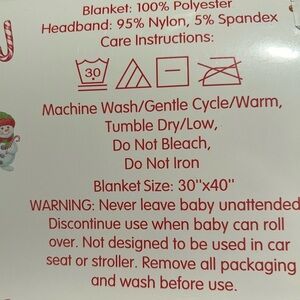 Blanket: 100% Polyester
Headband: 95% Nylon, 5% Spandex
Care Instructions:
30
Machine Wash/Gentle Cycle/Warm,
Tumble Dry/Low,
Do Not Bleach,
Do Not Iron
Blanket Size: 30"x40"
WARNING: Never leave baby unattended
Discontinue use when baby can roll
over. Not designed to be used in car
seat or stroller. Remove all packaging
and wash before use.